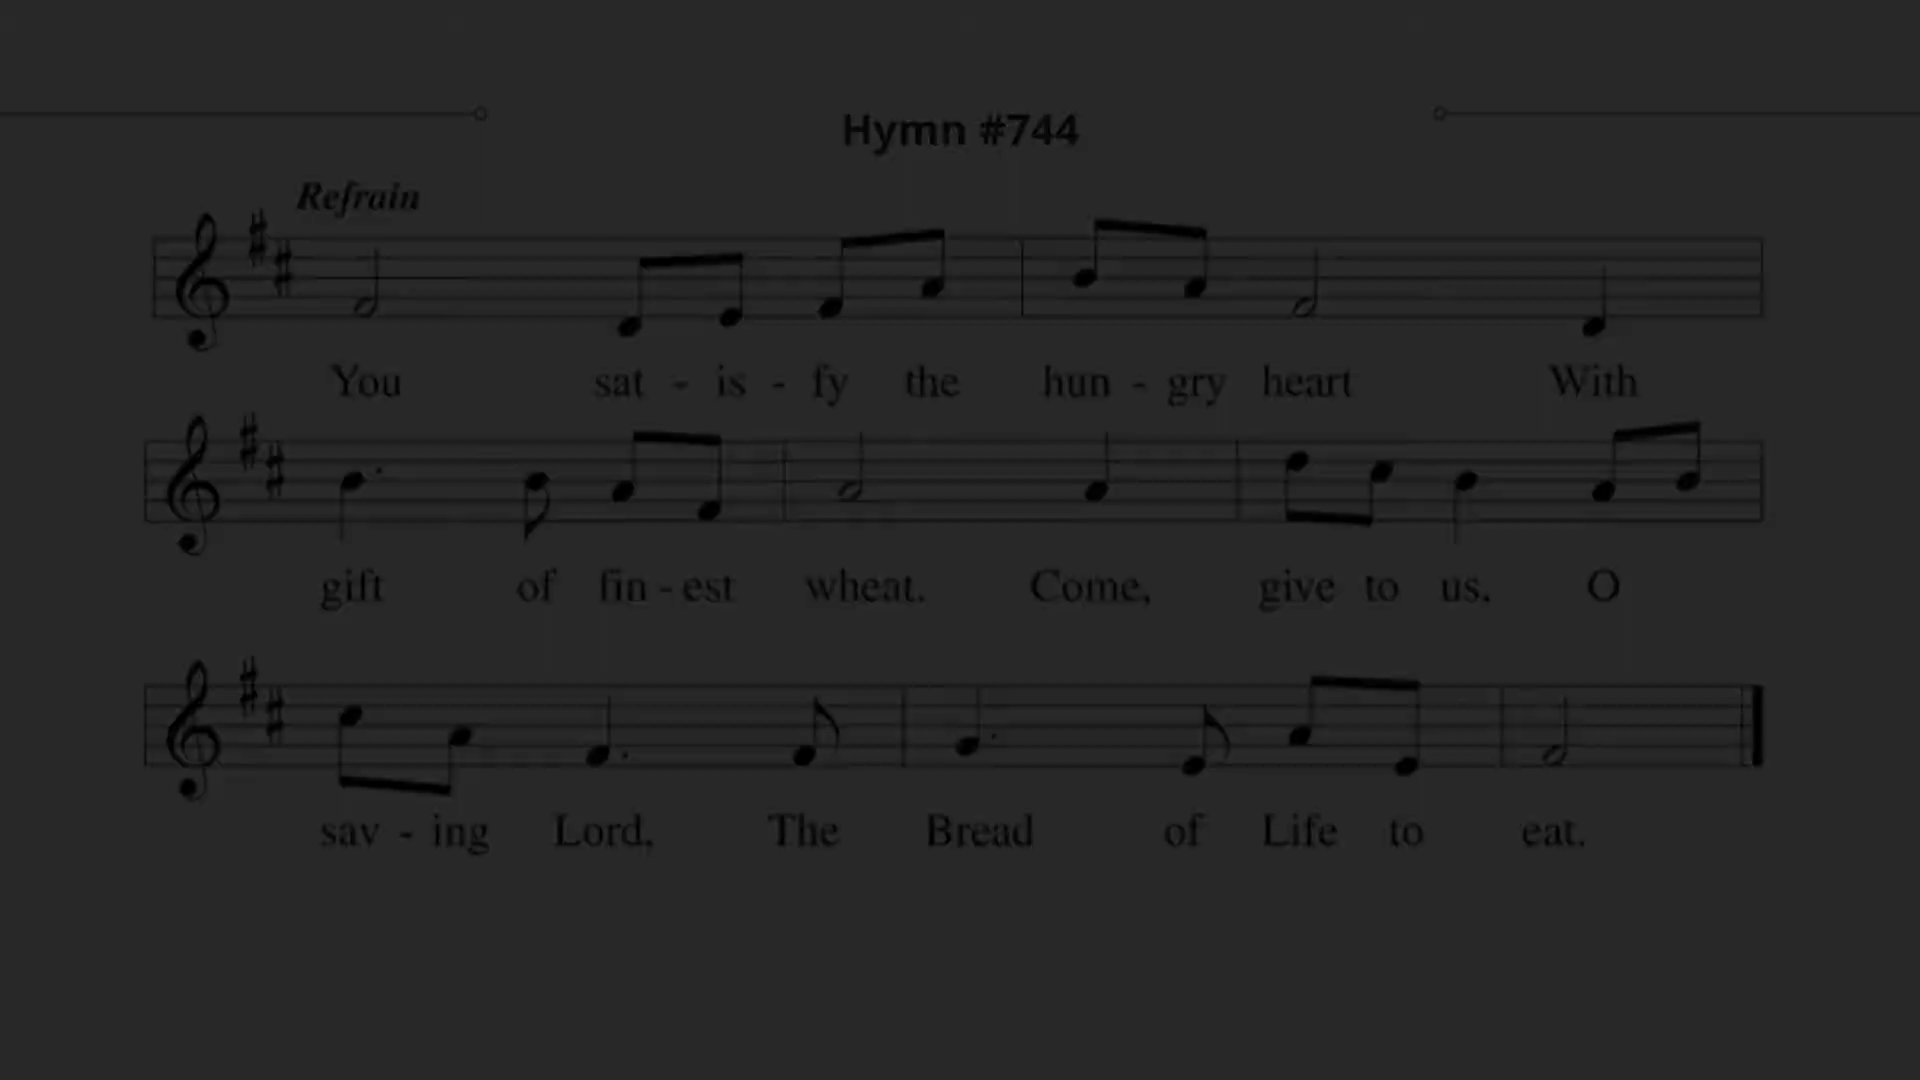 Hymn #744
Refrain
You sat - is - fy the hun - gry heart With
gift of fin - est wheat. Come, give to us, O
sav - ing Lord, The Bread of Life to eat.